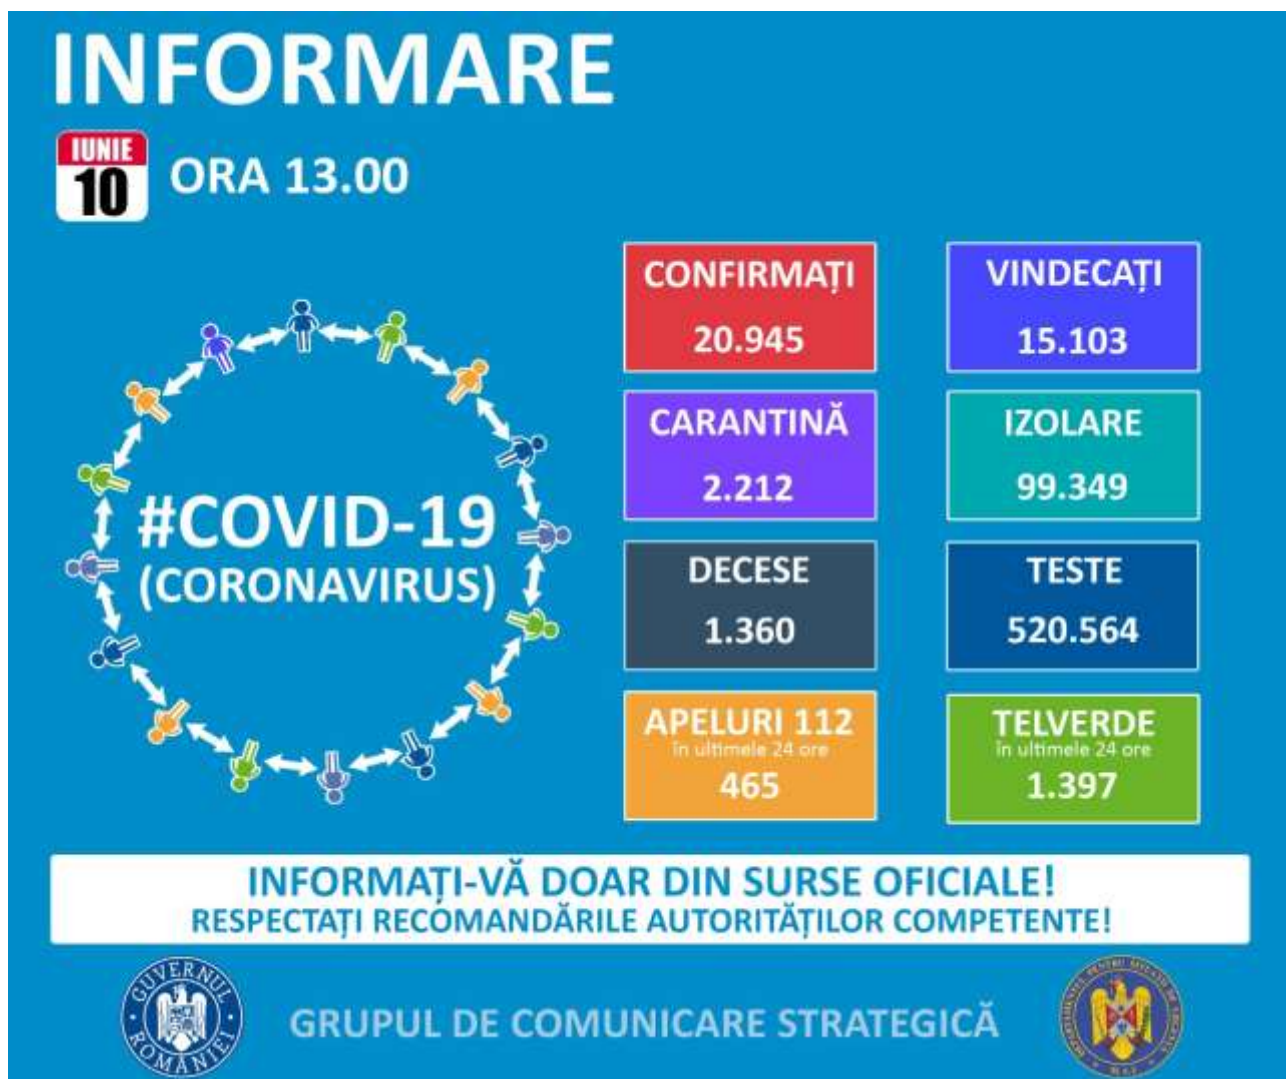 INFORMARE
IUNIE
10
ORA 13.00
CONFIRMAȚI
20.945
VINDECAȚI
15.103
CARANTINĂ
2.212
IZOLARE
99.349
#COVID-19
(CORONAVIRUS)
DECESE
1.360
TESTE
520.564
APELURI 112
în ultimele 24 ore
465
TELVERDE
în ultimele 24 ore
1.397
INFORMAȚI-VĂ DOAR DIN SURSE OFICIALE!
RESPECTAȚI RECOMANDĂRILE AUTORITĂȚILOR COMPETENTE!
GUVERNUL
ROMÂNIEI
GRUPUL DE COMUNICARE STRATEGICĂ